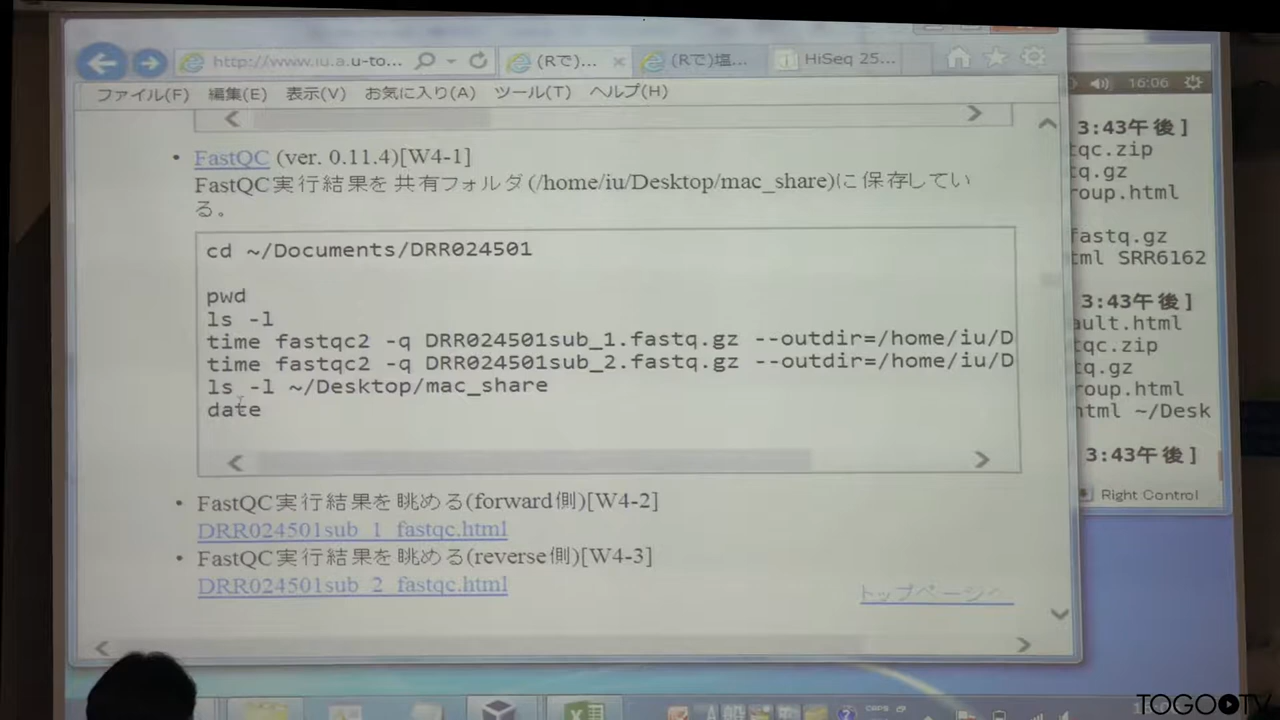 http://www.iu.a.u-to...
(Rで)...
(Rで)塩...
HiSeq 25...
ファイル(F) 編集(E) 表示(V) お気に入り(A) ツール(T) ヘルプ(H)
FastQC (ver. 0.11.4)[W4-1]
FastQC実行結果を共有フォルダ(/home/iu/Desktop/mac_share)に保存してい
る。
cd ~/Documents/DRR024501
pwd
ls -l
time fastqc2 -q DRR024501sub_1.fastq.gz --outdir=/home/iu/D
time fastqc2 -q DRR024501sub_2.fastq.gz --outdir=/home/iu/D
ls -l ~/Desktop/mac_share
date
FastQC実行結果を眺める(forward側)[W4-2]
DRR024501sub_1_fastqc.html
FastQC実行結果を眺める(reverse側)[W4-3]
DRR024501sub_2_fastqc.html
トップページへ
16:06
3:43午後]
tqc.zip
q.gz
roup.html
fastq.gz
tml SRR6162
3:43午後]
ault.html
tqc.zip
q.gz
roup.html
html ~/Desk
3:43午後]
Right Control
CAPS
TOGOTV